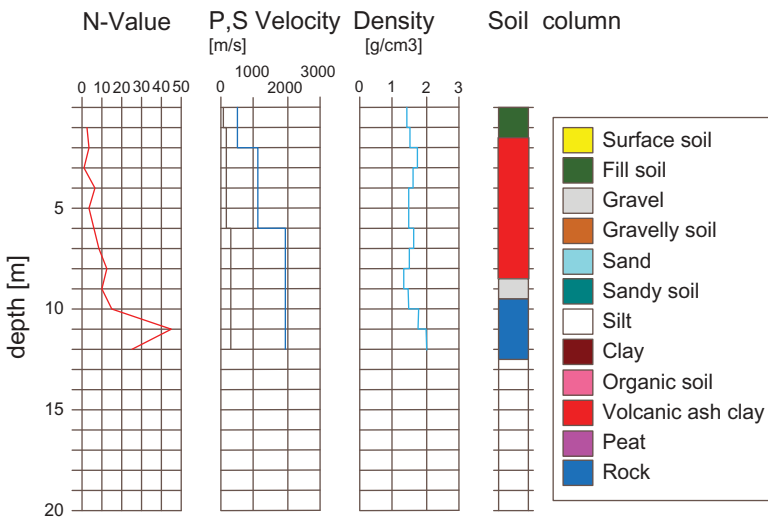 N-Value P,S Velocity Density Soil column
[m/s] [g/cm3]
1000 3000
0 10 20 30 40 50 0 2000 0 1 2 3
5
10
15
20
depth [m]
Surface soil
Fill soil
Gravel
Gravelly soil
Sand
Sandy soil
Silt
Clay
Organic soil
Volcanic ash clay
Peat
Rock